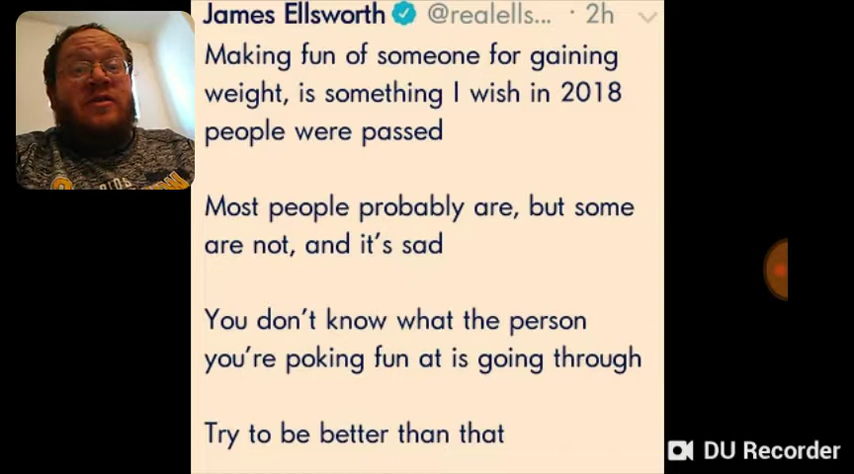 James Ellsworth @realells... · 2h
Making fun of someone for gaining
weight, is something I wish in 2018
people were passed
Most people probably are, but some
are not, and it's sad
You don't know what the person
you're poking fun at is going through
Try to be better than that
DU Recorder